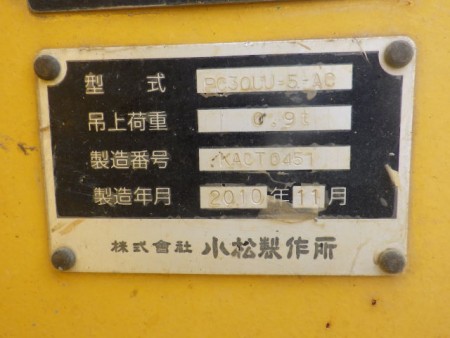 型式 PC30UU-5-AC
吊上荷重 0.9t
製造番号 KACT0451
製造年月 2010年11月
株式會社 小松製作所